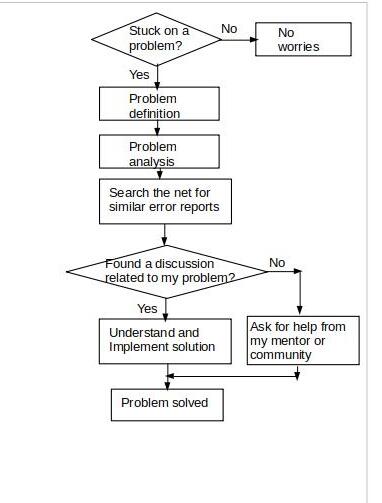 Stuck on a
problem?
No
No
worries
Yes
Problem
definition
Problem
analysis
Search the net for
similar error reports
Found a discussion
related to my problem?
No
Yes
Understand and
Implement solution
Ask for help from
my mentor or
community
Problem solved